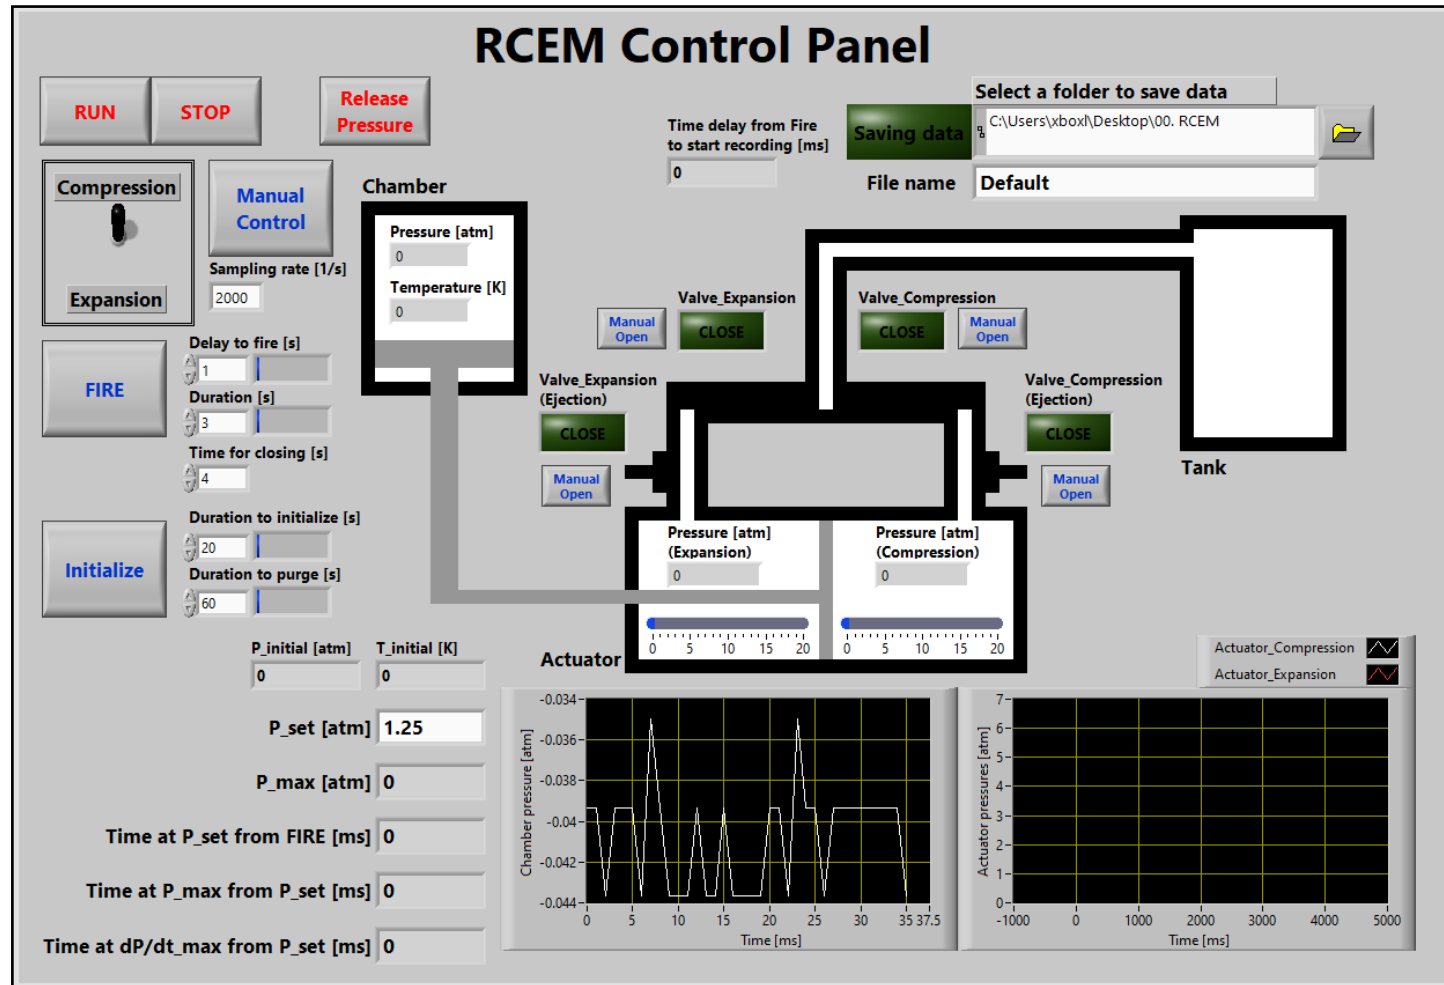 RCEM Control Panel
RUN
STOP
Release
Pressure
Time delay from Fire
to start recording [ms]
0
Saving data
Select a folder to save data
C:\Users\xboxl\Desktop\00. RCEM
File name
Default
Compression
Expansion
Manual
Control
Sampling rate [1/s]
2000
Chamber
Pressure [atm]
0
Temperature [K]
0
Valve_Expansion
Manual
Open
CLOSE
Valve_Compression
CLOSE
Manual
Open
FIRE
Delay to fire [s]
1
Duration [s]
3
Time for closing [s]
4
Valve_Expansion
(Ejection)
CLOSE
Manual
Open
Valve_Compression
(Ejection)
CLOSE
Manual
Open
Tank
Initialize
Duration to initialize [s]
20
Duration to purge [s]
60
Pressure [atm]
(Expansion)
0
0 5 10 15 20
Pressure [atm]
(Compression)
0
0 5 10 15 20
Actuator
P_initial [atm]
0
T_initial [K]
0
P_set [atm] 1.25
P_max [atm] 0
Time at P_set from FIRE [ms] 0
Time at P_max from P_set [ms] 0
Time at dP/dt_max from P_set [ms] 0
Chamber pressure [atm]
-0.034
-0.036
-0.038
-0.04
-0.042
-0.044
0 5 10 15 20 25 30 35 37.5
Time [ms]
Actuator_Compression
Actuator_Expansion
Actuator pressures [atm]
7
6
5
4
3
2
1
0
-1000 0 1000 2000 3000 4000 5000
Time [ms]